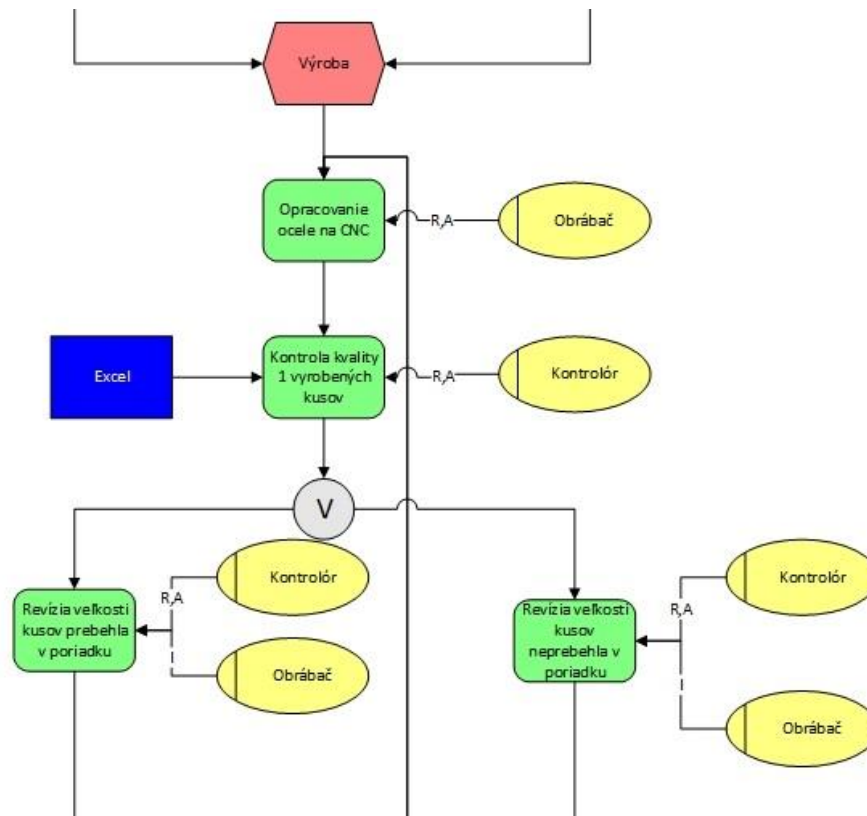 Výroba
Opracovanie
ocele na CNC
R,A
Obrábač
Excel
Kontrola kvality
1 vyrobených
kusov
R,A
Kontrolór
V
Kontrolór
R,A
Revízia veľkosti
kusov prebehla
v poriadku
I
Obrábač
Kontrolór
R,A
Revízia veľkosti
kusov
neprebehla v
poriadku
I
Obrábač